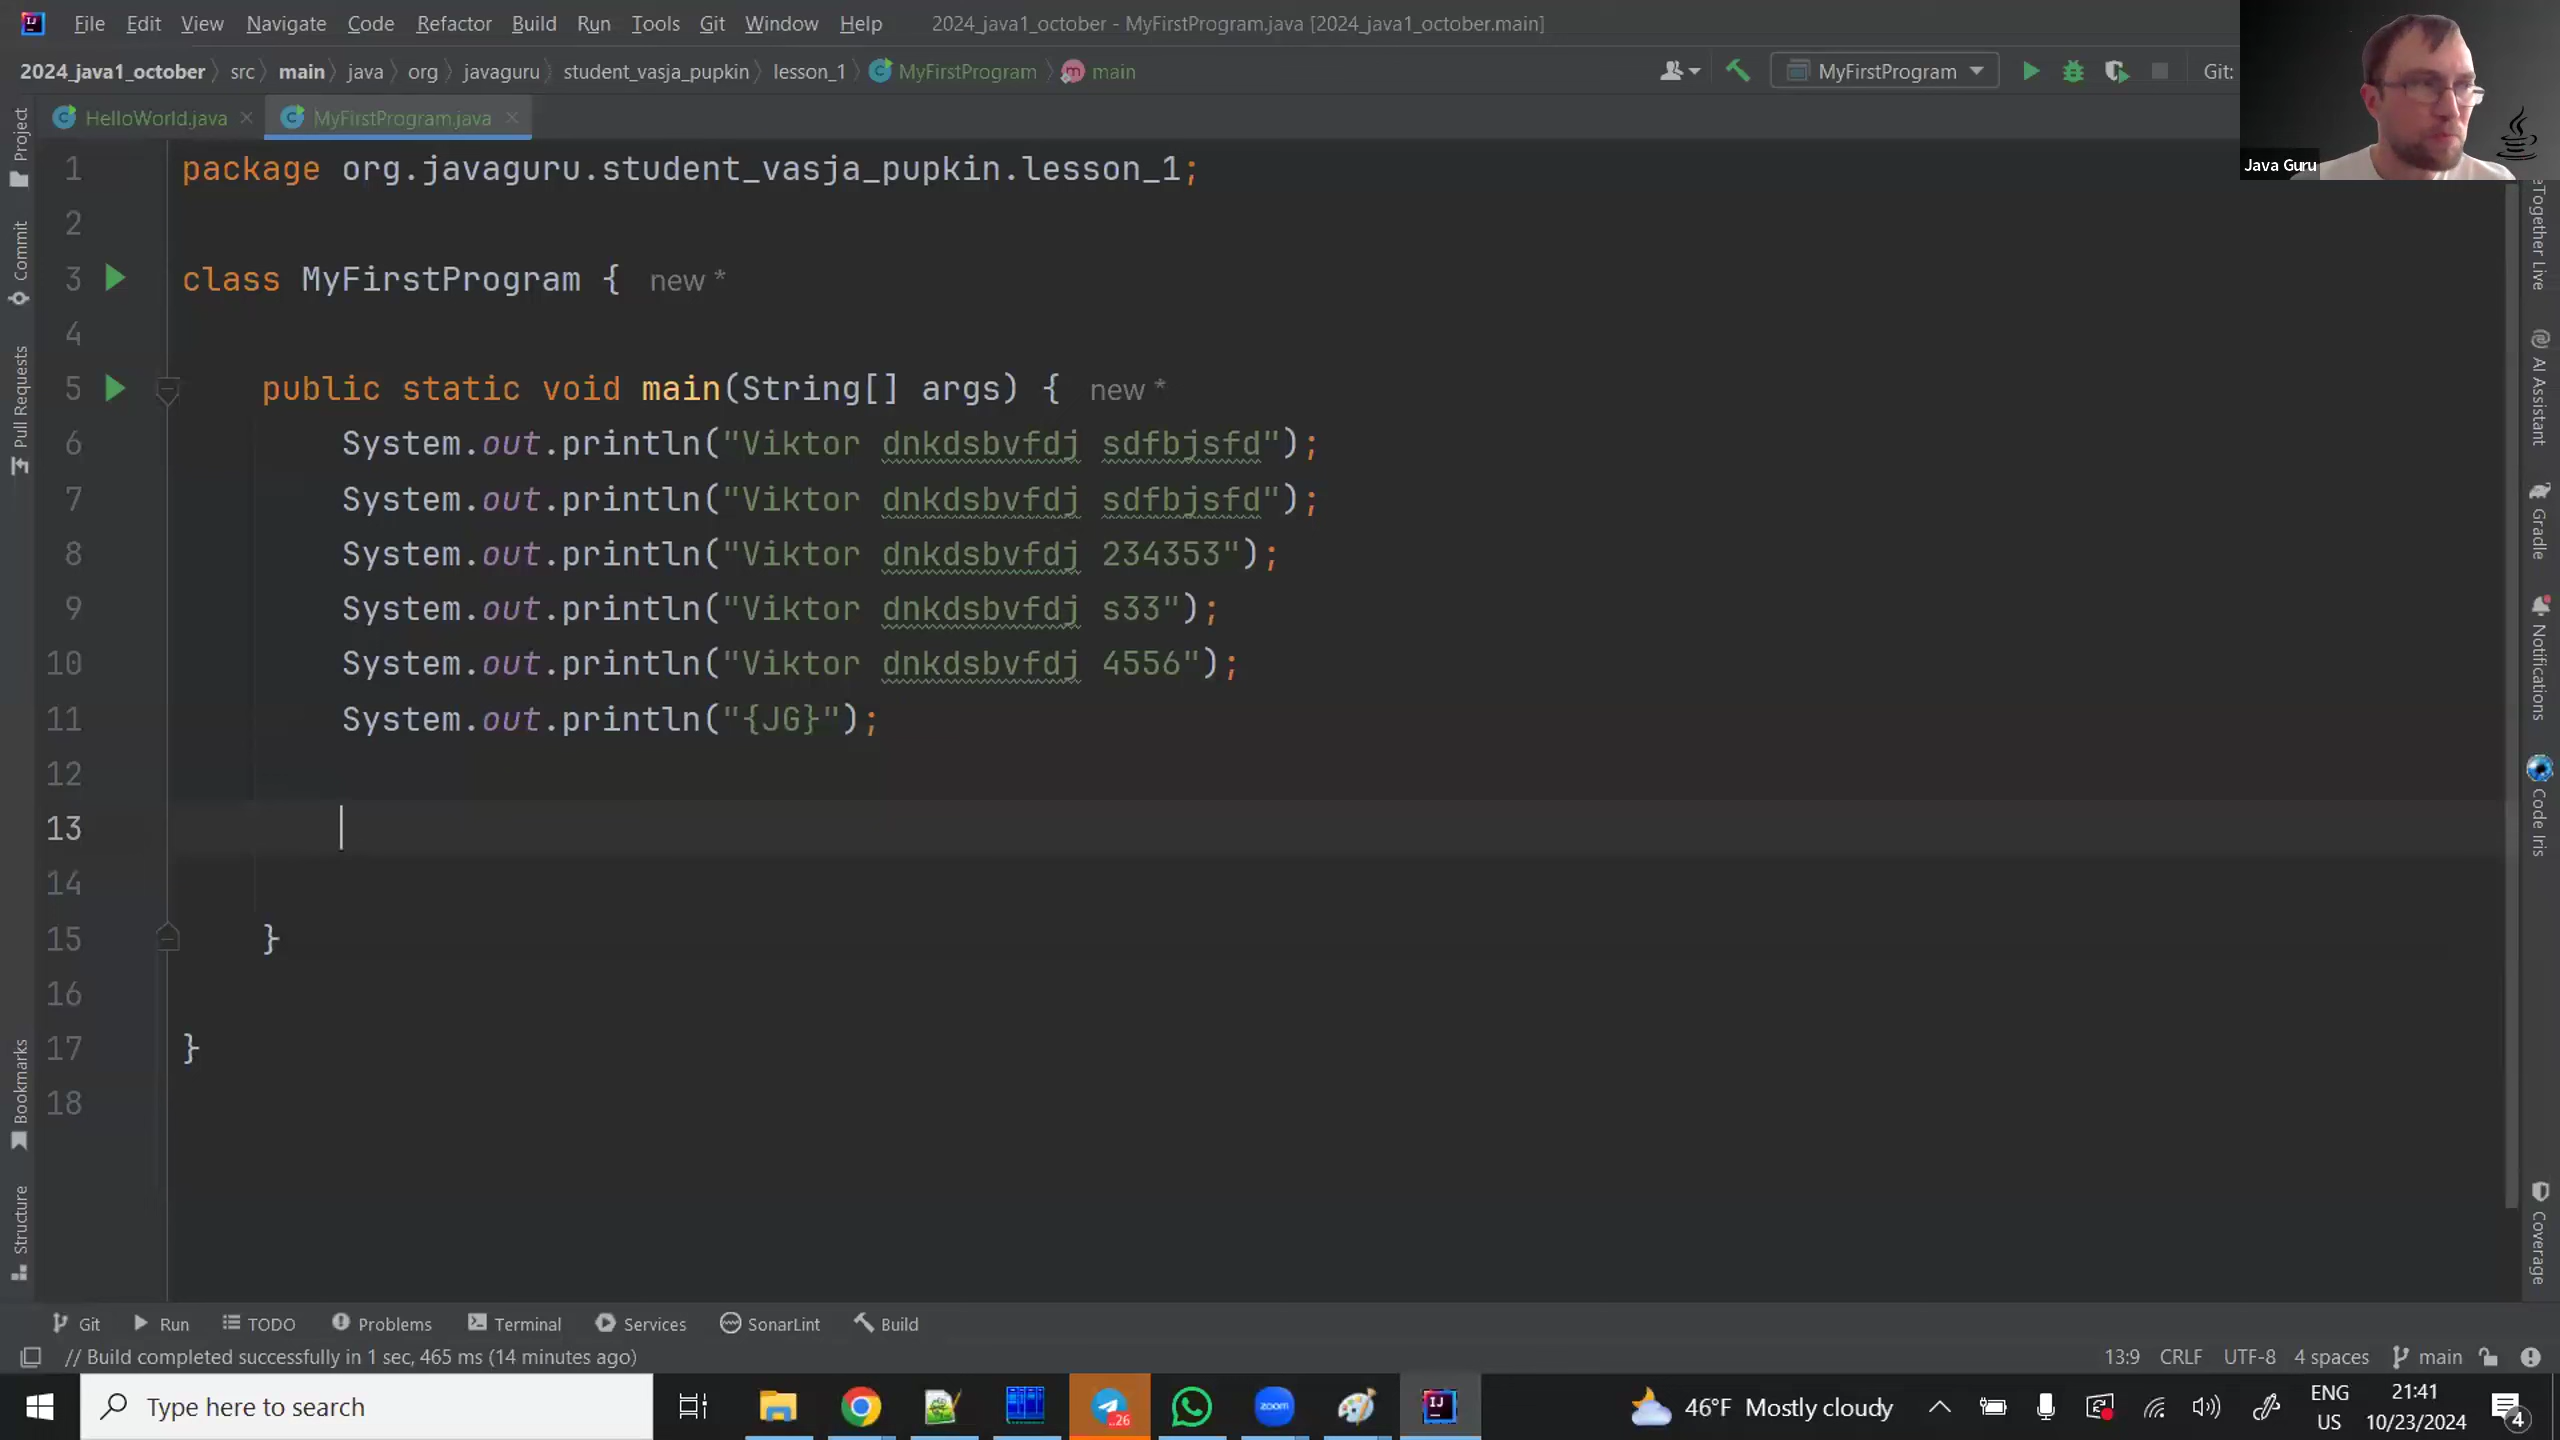 File Edit View Navigate Code Refactor Build Run Tools Git Window Help 2024_java1_october - MyFirstProgram.java [2024_java1_october.main]
2024_java1_october src main java org javaguru student_vasja_pupkin lesson_1 MyFirstProgram main MyFirstProgram Git:
HelloWorld.java MyFirstProgram.java
Java Guru
1 package org.javaguru.student_vasja_pupkin.lesson_1;
2
3 class MyFirstProgram { new *
4
5 public static void main(String[] args) { new *
6 System.out.println("Viktor dnkdsbvfdj sdfbjsfd");
7 System.out.println("Viktor dnkdsbvfdj sdfbjsfd");
8 System.out.println("Viktor dnkdsbvfdj 234353");
9 System.out.println("Viktor dnkdsbvfdj s33");
10 System.out.println("Viktor dnkdsbvfdj 4556");
11 System.out.println("{JG}");
12
13
14
15 }
16
17 }
18
Project
Commit
Pull Requests
Bookmarks
Structure
eTogether Live
AI Assistant
Gradle
Notifications
Code Iris
Coverage
Git Run TODO Problems Terminal Services SonarLint Build
// Build completed successfully in 1 sec, 465 ms (14 minutes ago) 13:9 CRLF UTF-8 4 spaces main
Type here to search
..26
zoom
IJ
46°F Mostly cloudy
ENG
US
21:41
10/23/2024
4